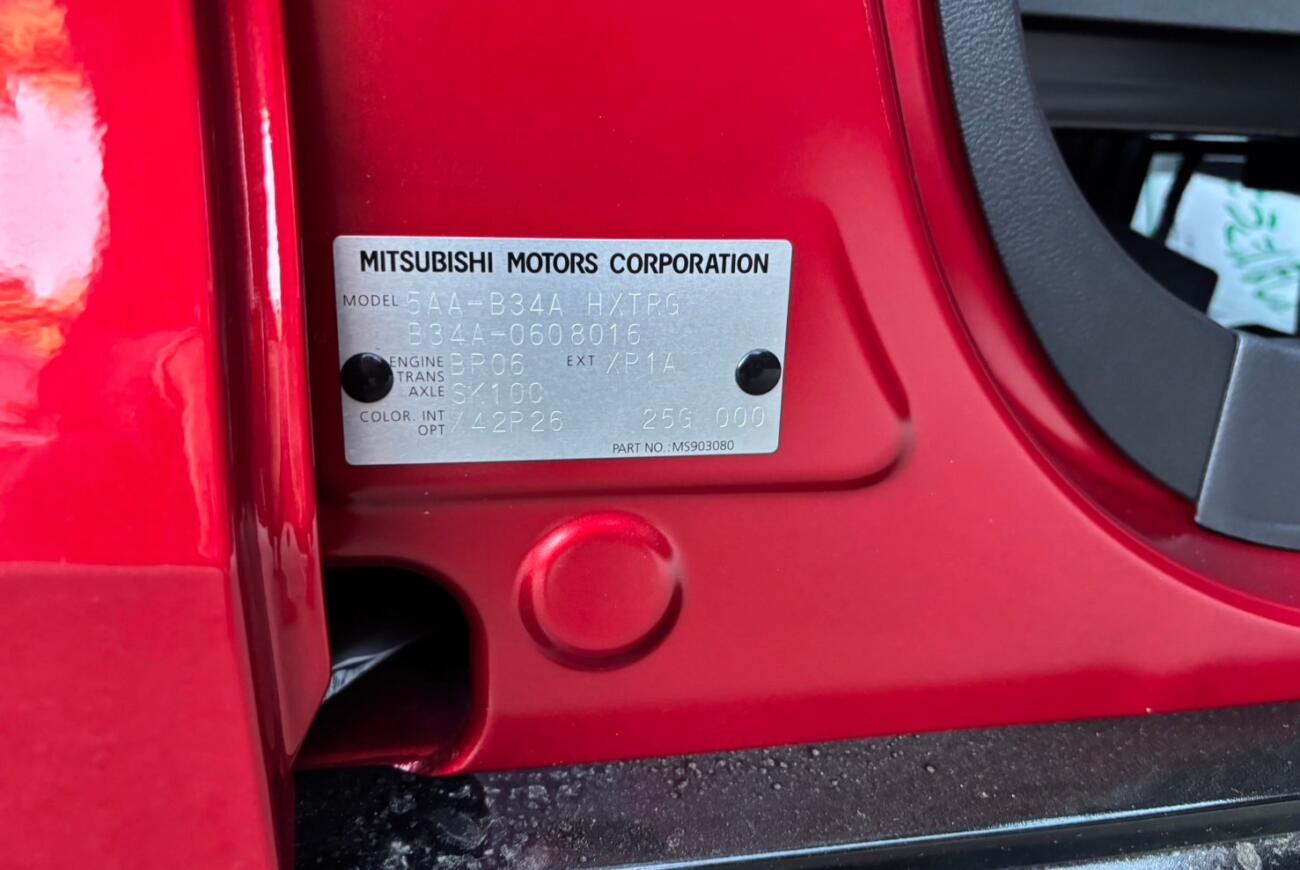 MITSUBISHI MOTORS CORPORATION
MODEL 5AA-B34A HXTRG
B34A-0608016
ENGINE BR06 EXT XP1A
TRANS
AXLE SK10C
COLOR. INT
OPT /42P26 25G 000
PART NO.:MS903080